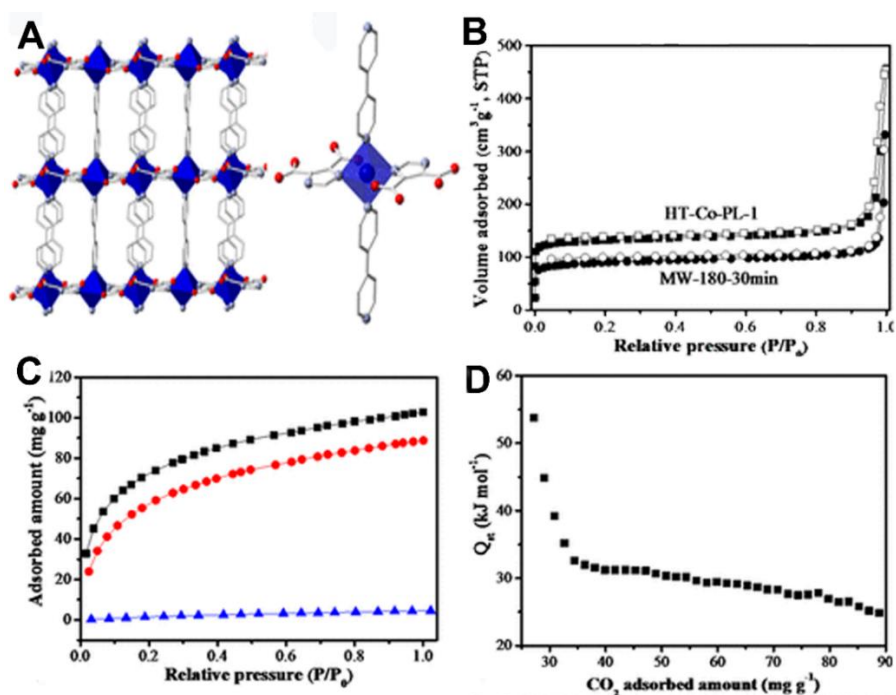 A
B
Volume adsorbed (cm³ g⁻¹, STP)
500
400
300
200
100
0
HT-Co-PL-1
MW-180-30min
0.0 0.2 0.4 0.6 0.8 1.0
Relative pressure (P/P₀)
C
Adsorbed amount (mg g⁻¹)
120
100
80
60
40
20
0
0.0 0.2 0.4 0.6 0.8 1.0
Relative pressure (P/P₀)
D
Qst (kJ mol⁻¹)
60
50
40
30
20
30 40 50 60 70 80 90
CO₂ adsorbed amount (mg g⁻¹)